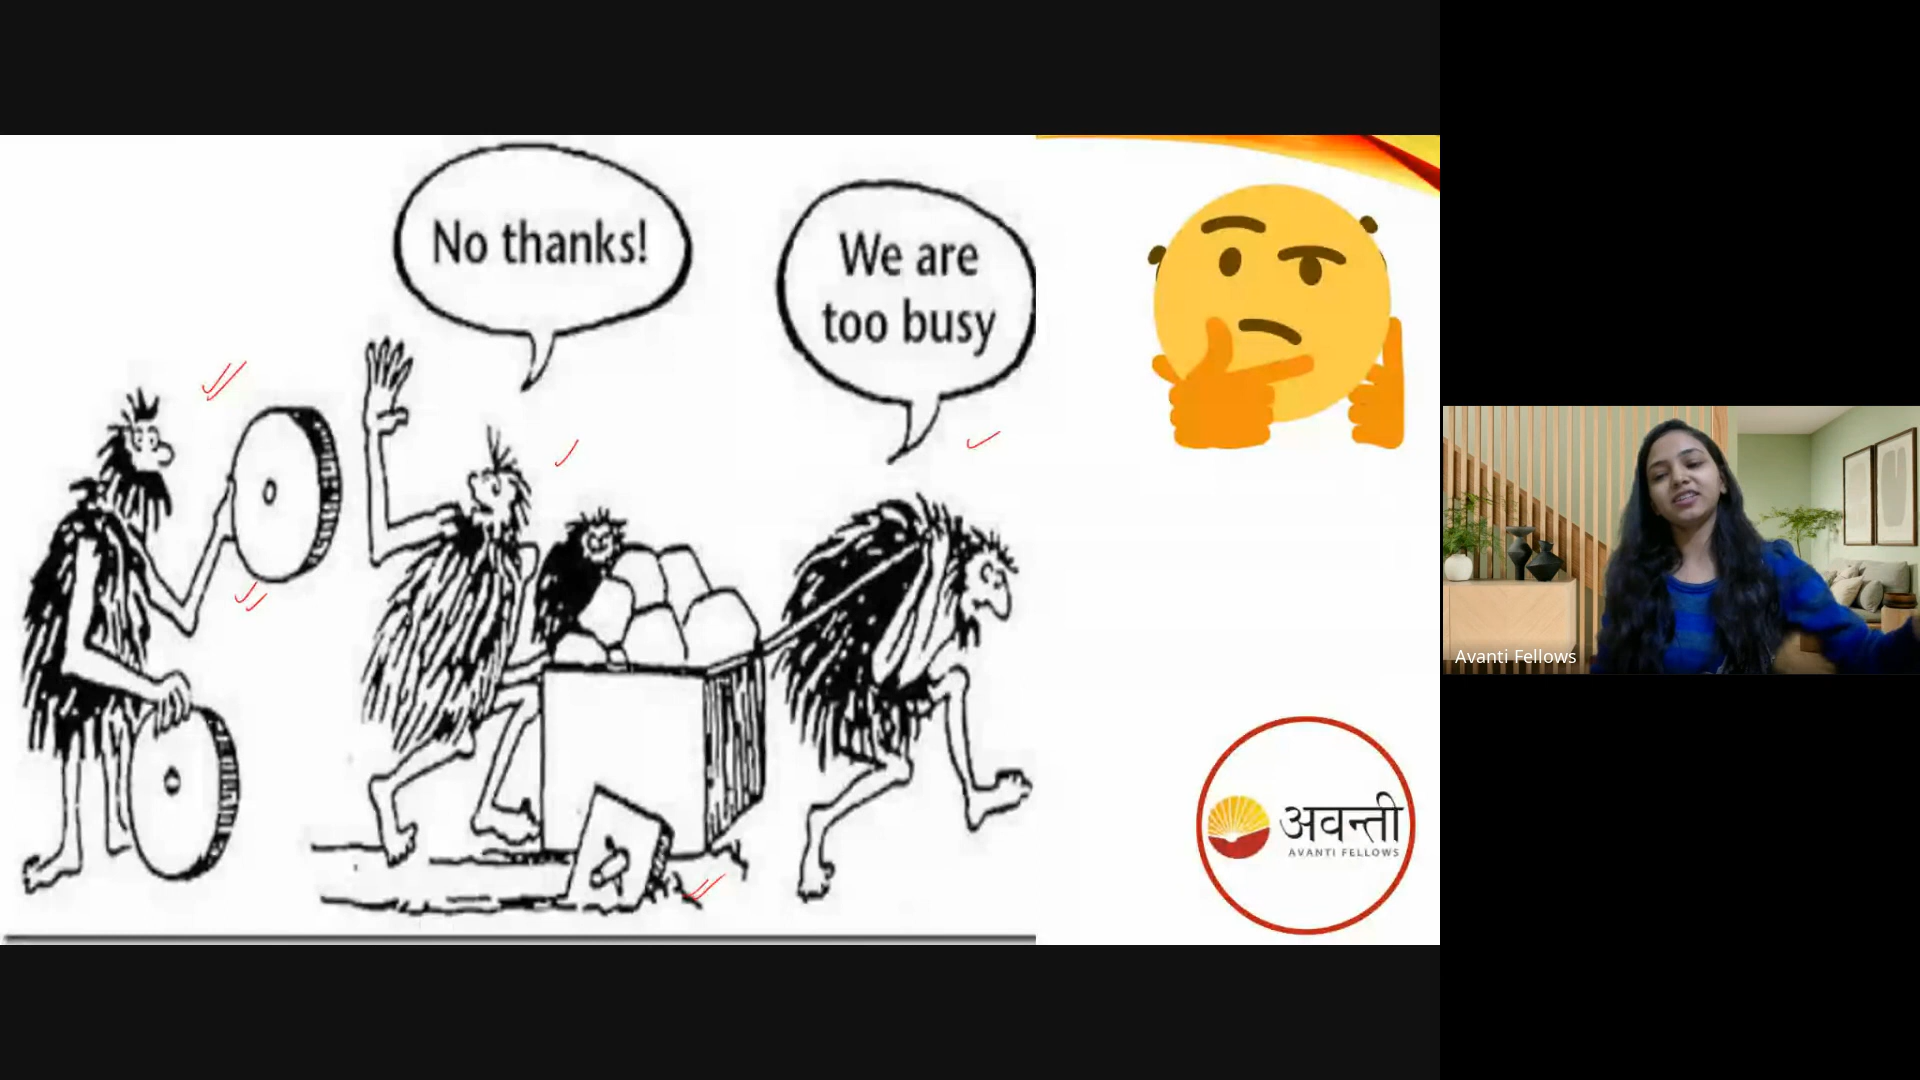 No thanks!
We are
too busy
अवन्ती
AVANTI FELLOWS
Avanti Fellows